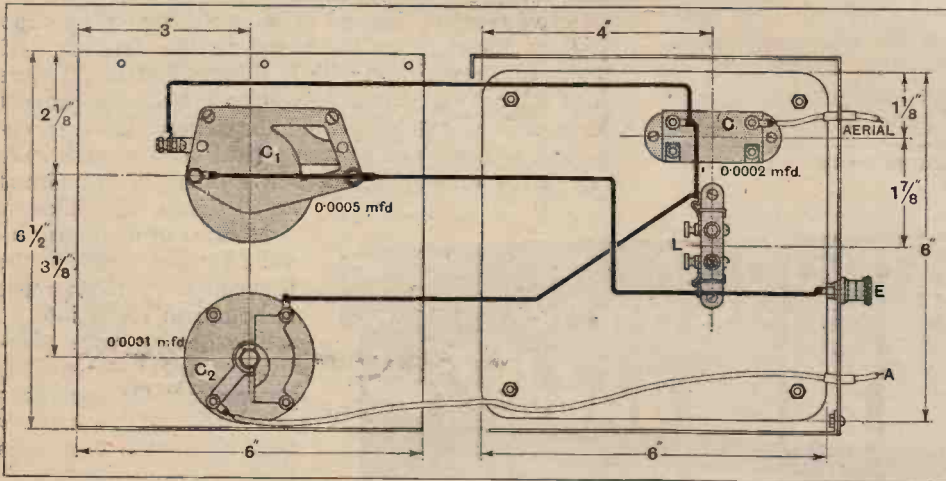 3"
4"
2 1/8"
1 1/8"
C
AERIAL
C1
0·0002 mfd.
1 7/8"
0·0005 mfd
6 1/2"
3 1/8"
L
6"
E
0·0001 mfd
C2
A
6"
6"